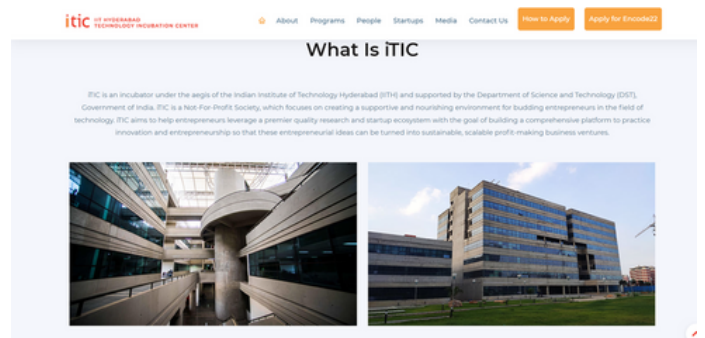 itic IIT HYDERABAD
TECHNOLOGY INCUBATION CENTER
About Programs People Startups Media Contact Us How to Apply Apply for Encode22
What Is iTIC
iTIC is an incubator under the aegis of the Indian Institute of Technology Hyderabad (IITH) and supported by the Department of Science and Technology (DST),
Government of India. iTIC is a Not-For-Profit Society, which focuses on creating a supportive and nourishing environment for budding entrepreneurs in the field of
technology. iTIC aims to help entrepreneurs leverage a premier quality research and startup ecosystem with the goal of building a comprehensive platform to practice
innovation and entrepreneurship so that these entrepreneurial ideas can be turned into sustainable, scalable profit-making business ventures.